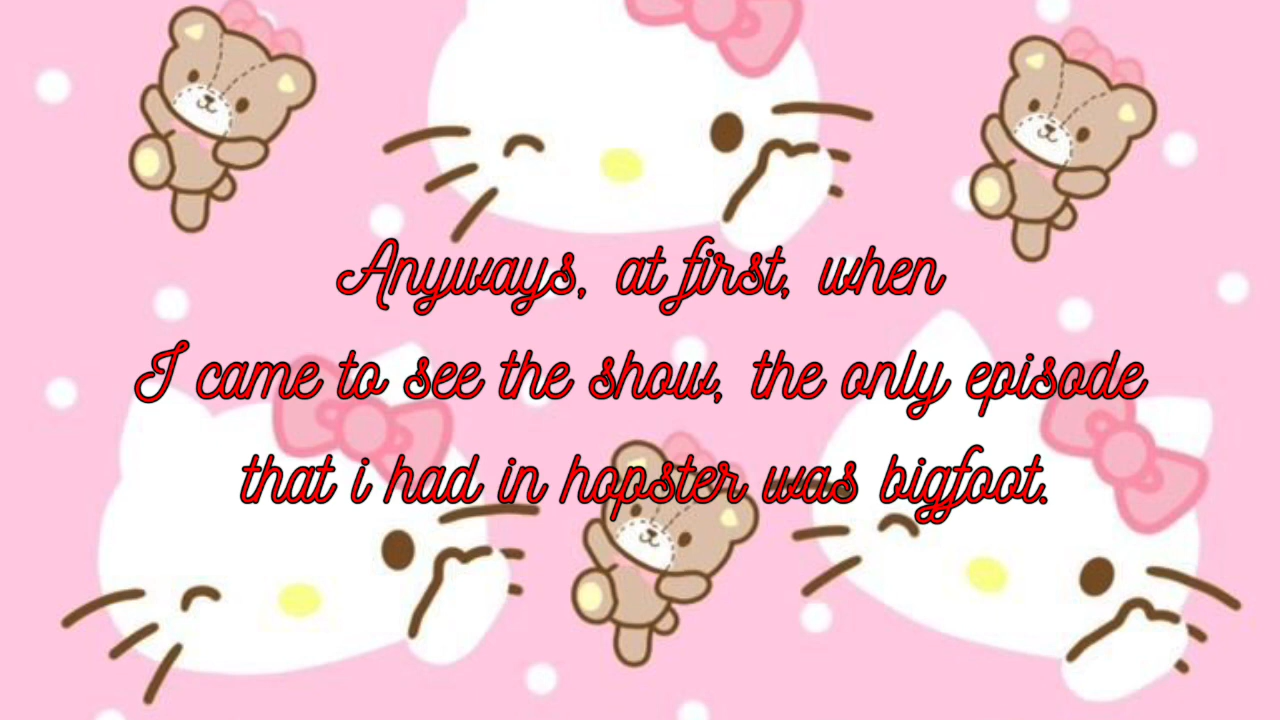 Anyways, at first, when
I came to see the show, the only episode
that i had in hopster was bigfoot.